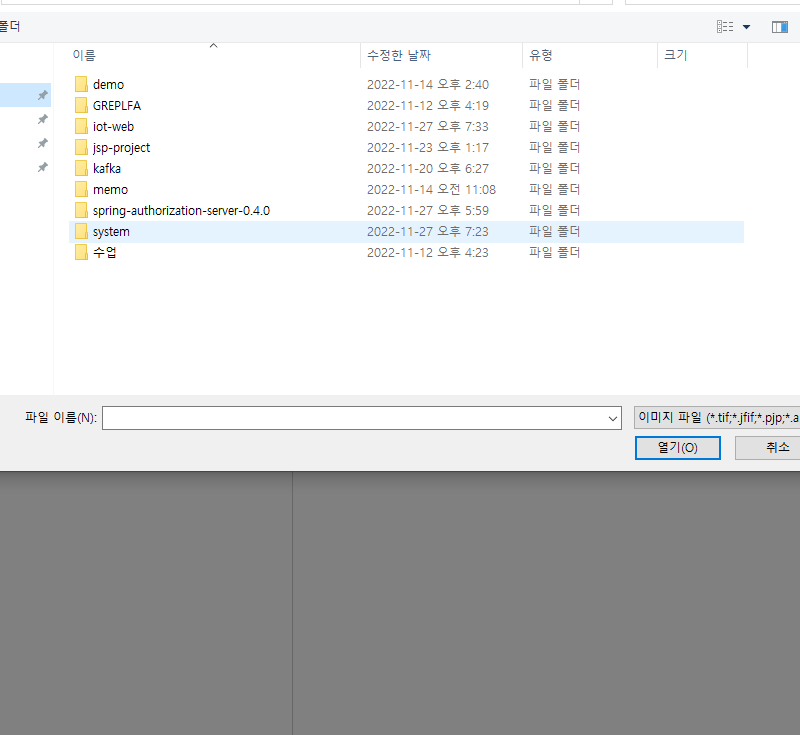 폴더
이름 수정한 날짜 유형 크기
demo 2022-11-14 오후 2:40 파일 폴더
GREPLFA 2022-11-12 오후 4:19 파일 폴더
iot-web 2022-11-27 오후 7:33 파일 폴더
jsp-project 2022-11-23 오후 1:17 파일 폴더
kafka 2022-11-20 오후 6:27 파일 폴더
memo 2022-11-14 오전 11:08 파일 폴더
spring-authorization-server-0.4.0 2022-11-27 오후 5:59 파일 폴더
system 2022-11-27 오후 7:23 파일 폴더
수업 2022-11-12 오후 4:23 파일 폴더
파일 이름(N): 이미지 파일 (*.tif;*.jfif;*.pjp;*.a
열기(O) 취소